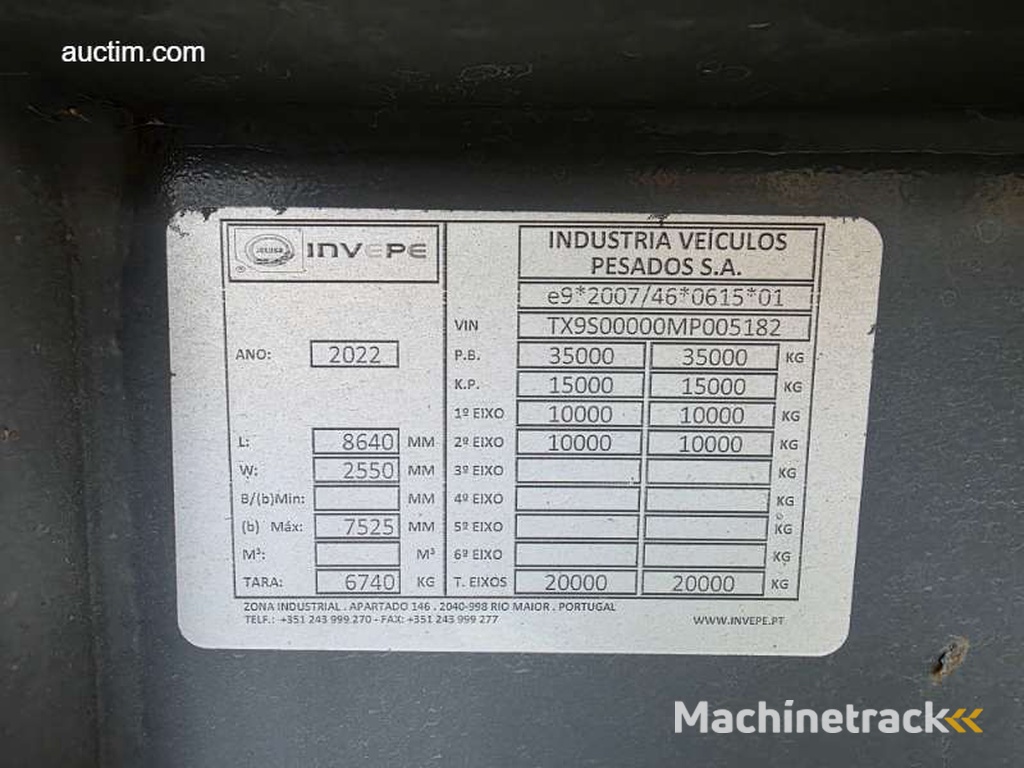 auctim.com
INVEPE
®
INDUSTRIA VEÍCULOS
PESADOS S.A.
e9*2007/46*0615*01
VIN TX9S00000MP005182
ANO: 2022
P.B. 35000 35000 KG
K.P. 15000 15000 KG
1º EIXO 10000 10000 KG
L: 8640 MM 2º EIXO 10000 10000 KG
W: 2550 MM 3º EIXO KG
B/(b)Min: MM 4º EIXO KG
(b) Máx: 7525 MM 5º EIXO KG
M³: M³ 6º EIXO KG
TARA: 6740 KG T. EIXOS 20000 20000 KG
ZONA INDUSTRIAL . APARTADO 146 . 2040-998 RIO MAIOR . PORTUGAL
TELF.: +351 243 999 270 - FAX: +351 243 999 277 WWW.INVEPE.PT
Machinetrack